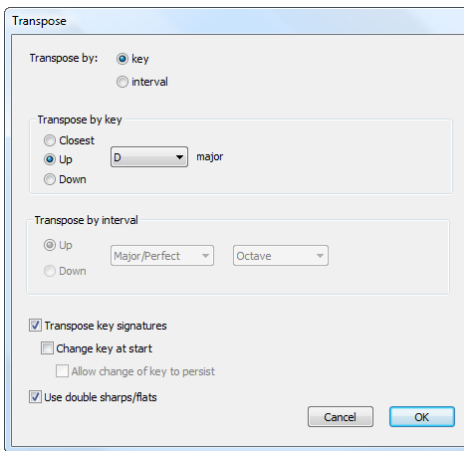 Transpose
Transpose by: key
interval
Transpose by key
Closest
Up D major
Down
Transpose by interval
Up Major/Perfect Octave
Down
Transpose key signatures
Change key at start
Allow change of key to persist
Use double sharps/flats
Cancel OK